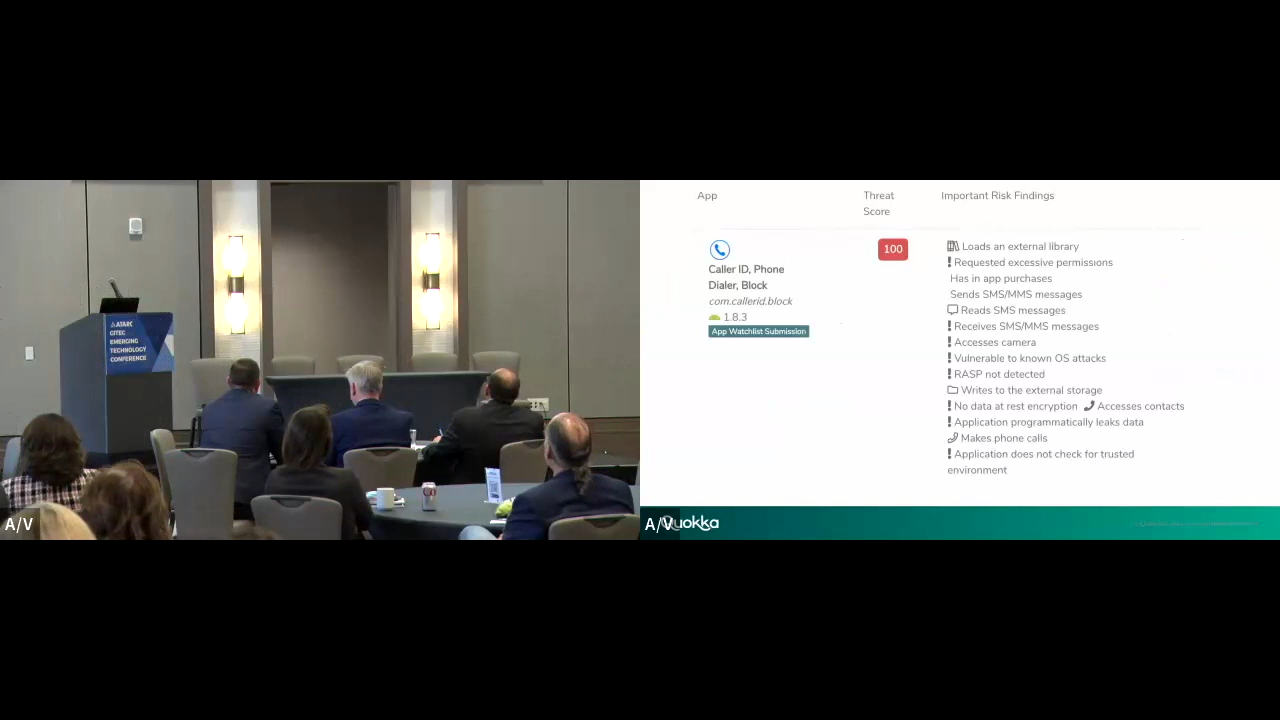 ATARC
GITEC
EMERGING
TECHNOLOGY
CONFERENCE
A/V
App
Threat
Score
Important Risk Findings
100
Caller ID, Phone
Dialer, Block
com.callerid.block
1.8.3
App Watchlist Submission
Loads an external library
Requested excessive permissions
Has in app purchases
Sends SMS/MMS messages
Reads SMS messages
Receives SMS/MMS messages
Accesses camera
Vulnerable to known OS attacks
RASP not detected
Writes to the external storage
No data at rest encryption Accesses contacts
Application programmatically leaks data
Makes phone calls
Application does not check for trusted
environment
A/V
Quokka